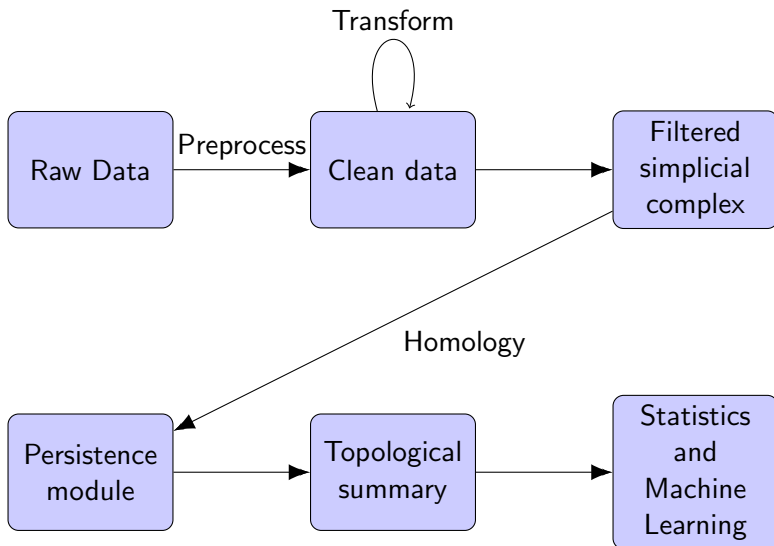 Transform
Preprocess
Raw Data
Clean data
Filtered
simplicial
complex
Homology
Persistence
module
Topological
summary
Statistics
and
Machine
Learning